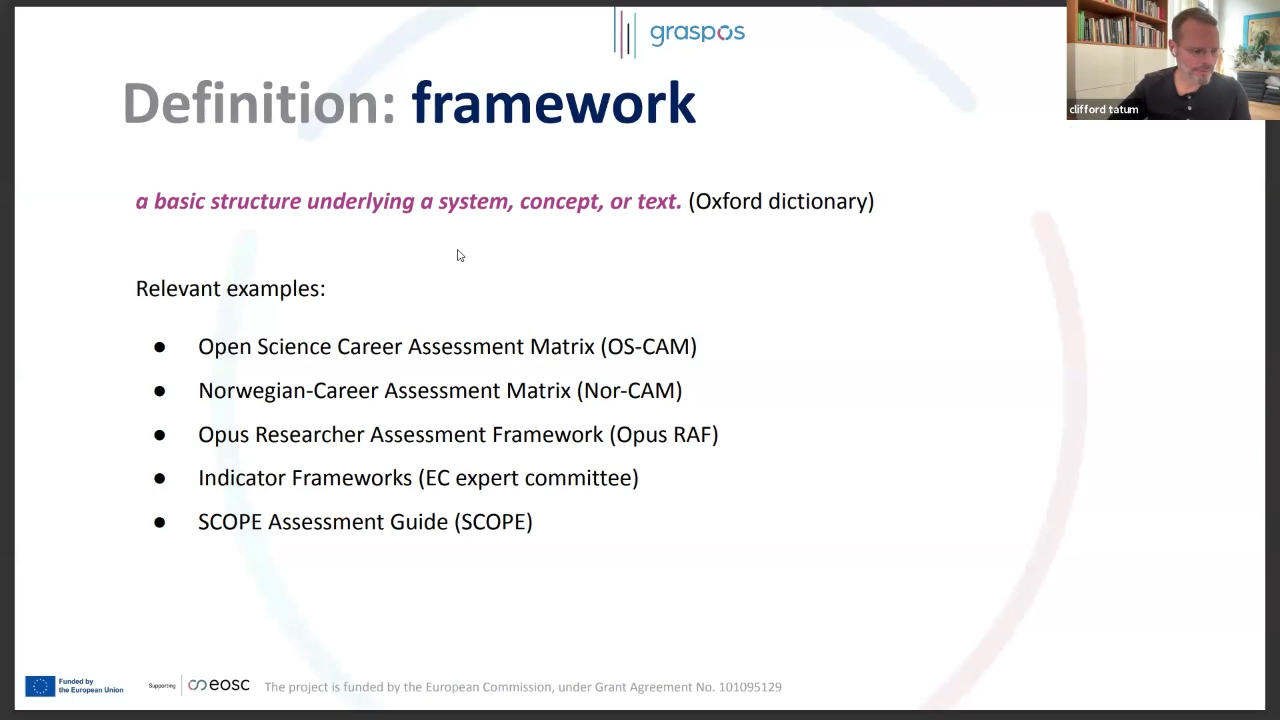 graspos
clifford tatum
Definition: framework
a basic structure underlying a system, concept, or text. (Oxford dictionary)
Relevant examples:
● Open Science Career Assessment Matrix (OS-CAM)
● Norwegian-Career Assessment Matrix (Nor-CAM)
● Opus Researcher Assessment Framework (Opus RAF)
● Indicator Frameworks (EC expert committee)
● SCOPE Assessment Guide (SCOPE)
Funded by
the European Union
Supporting
eosc
The project is funded by the European Commission, under Grant Agreement No. 101095129